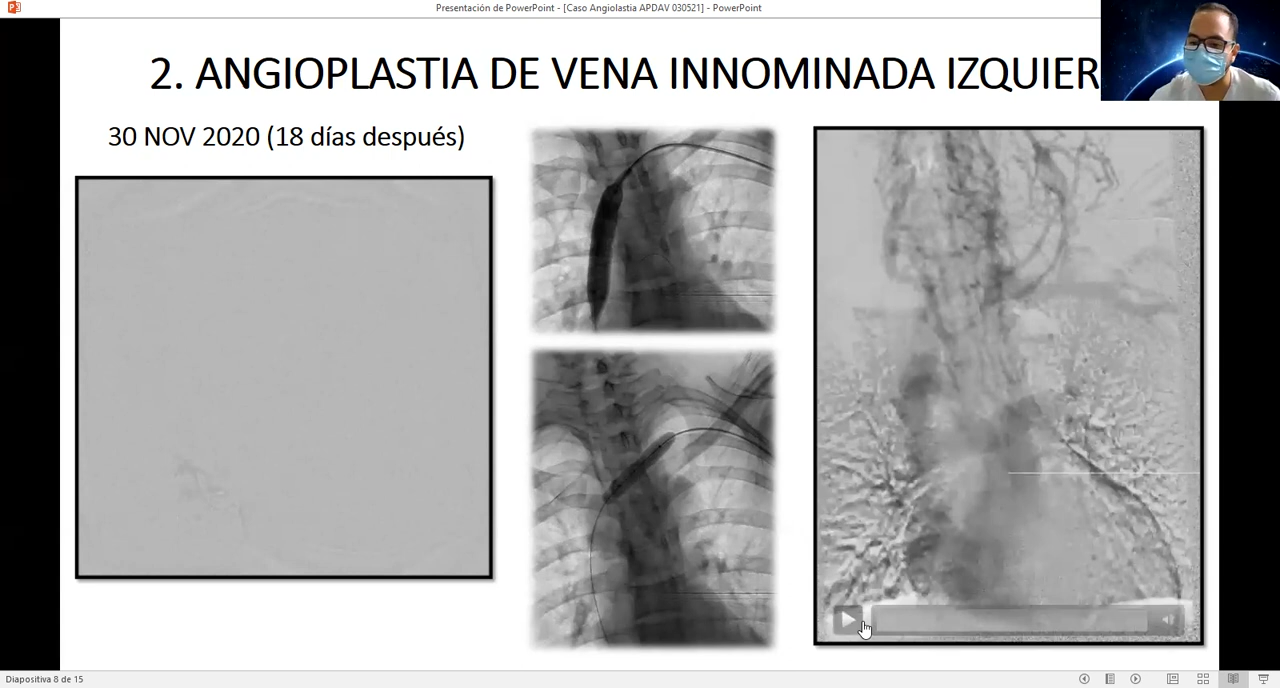 Presentación de PowerPoint - [Caso Angiolastia APDAV 030521] - PowerPoint
2. ANGIOPLASTIA DE VENA INNOMINADA IZQUIER
30 NOV 2020 (18 días después)
Diapositiva 8 de 15